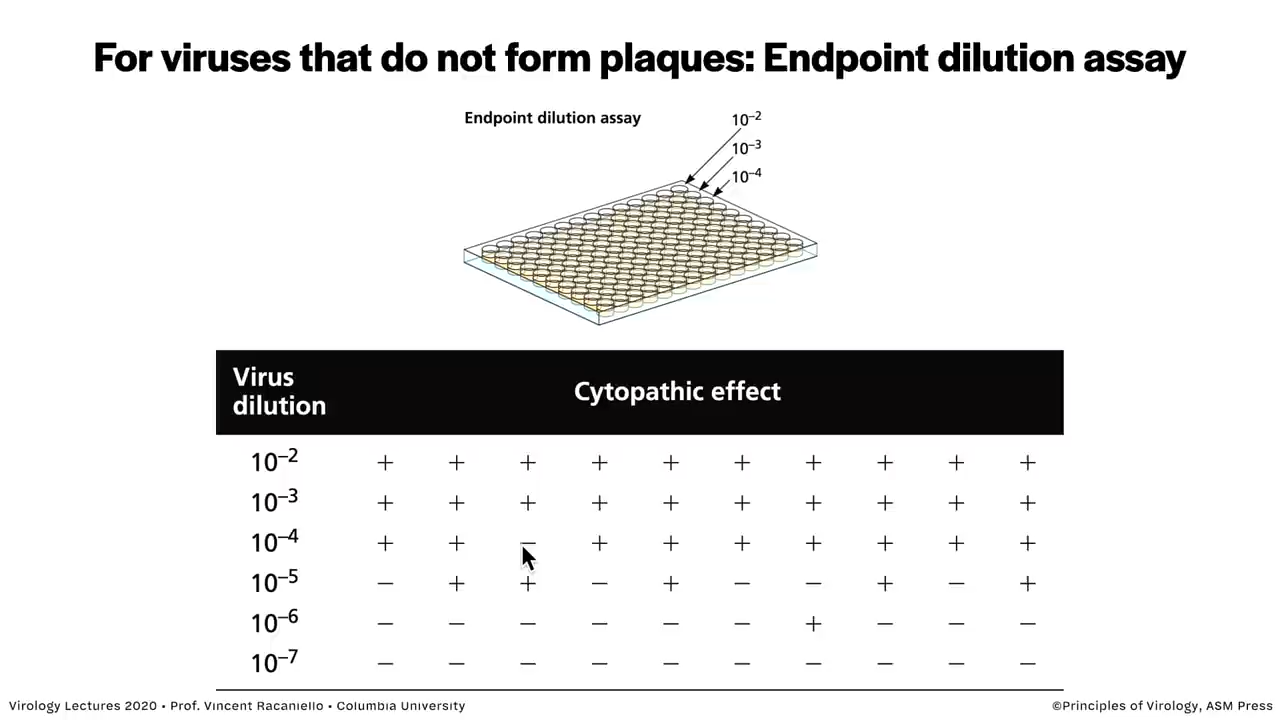 For viruses that do not form plaques: Endpoint dilution assay
Endpoint dilution assay
10⁻²
10⁻³
10⁻⁴
Virus dilution
Cytopathic effect
10⁻² + + + + + + + + + +
10⁻³ + + + + + + + + + +
10⁻⁴ + + − + + + + + + +
10⁻⁵ − + + − + − − + − +
10⁻⁶ − − − − − − + − − −
10⁻⁷ − − − − − − − − − −
Virology Lectures 2020 • Prof. Vincent Racaniello • Columbia University
©Principles of Virology, ASM Press